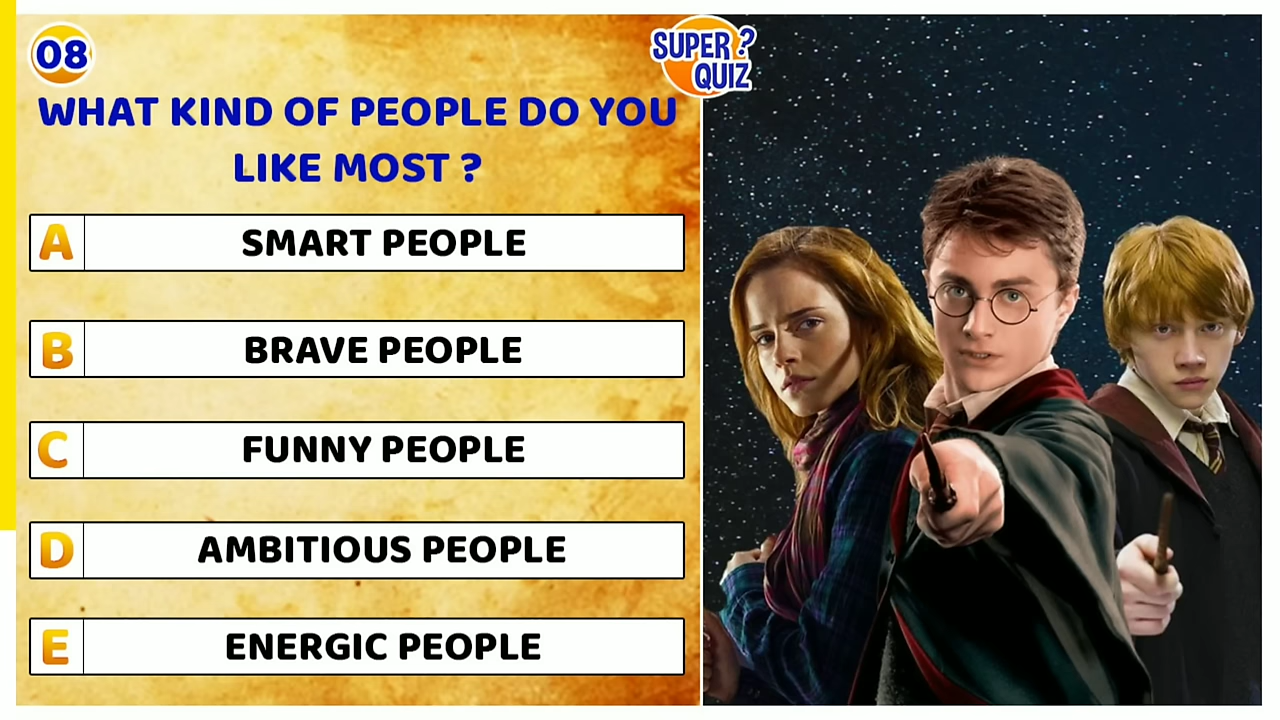 08
SUPER ?
QUIZ
WHAT KIND OF PEOPLE DO YOU
LIKE MOST ?
A SMART PEOPLE
B BRAVE PEOPLE
C FUNNY PEOPLE
D AMBITIOUS PEOPLE
E ENERGIC PEOPLE